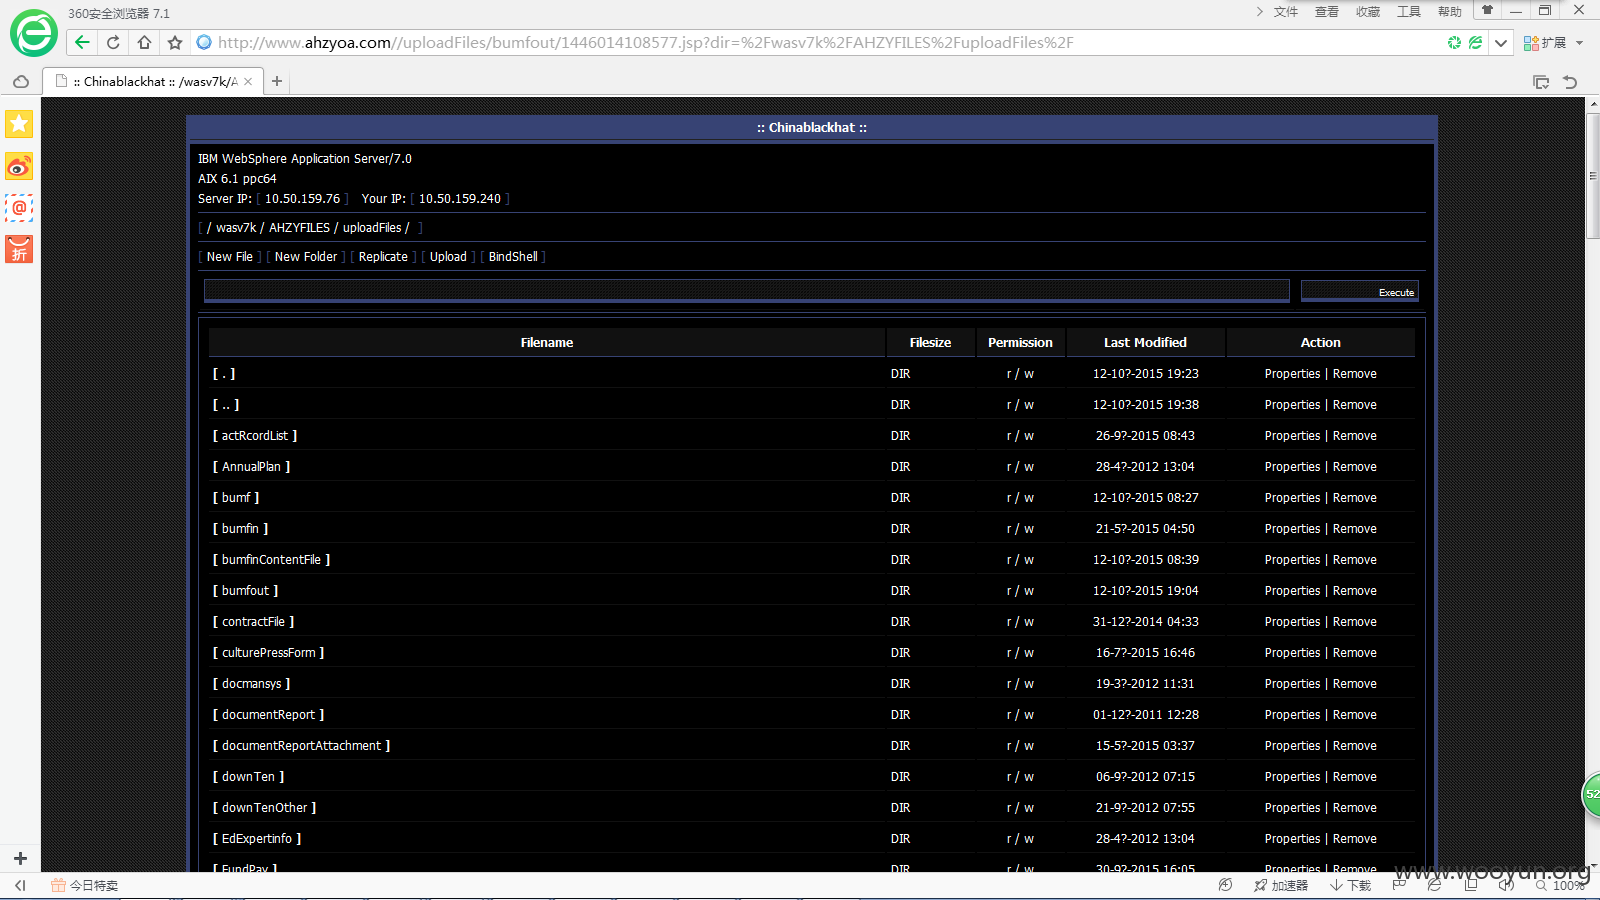 360安全浏览器 7.1
文件 查看 收藏 工具 帮助
http://www.ahzyoa.com//uploadFiles/bumfout/1446014108577.jsp?dir=%2Fwasv7k%2FAHZYFILES%2FuploadFiles%2F
扩展
:: Chinablackhat :: /wasv7k/A
:: Chinablackhat ::
IBM WebSphere Application Server/7.0
AIX 6.1 ppc64
Server IP: [ 10.50.159.76 ] Your IP: [ 10.50.159.240 ]
[ / wasv7k / AHZYFILES / uploadFiles / ]
[ New File ] [ New Folder ] [ Replicate ] [ Upload ] [ BindShell ]
Execute
Filename Filesize Permission Last Modified Action
[ . ] DIR r / w 12-10?-2015 19:23 Properties | Remove
[ .. ] DIR r / w 12-10?-2015 19:38 Properties | Remove
[ actRcordList ] DIR r / w 26-9?-2015 08:43 Properties | Remove
[ AnnualPlan ] DIR r / w 28-4?-2012 13:04 Properties | Remove
[ bumf ] DIR r / w 12-10?-2015 08:27 Properties | Remove
[ bumfin ] DIR r / w 21-5?-2015 04:50 Properties | Remove
[ bumfinContentFile ] DIR r / w 12-10?-2015 08:39 Properties | Remove
[ bumfout ] DIR r / w 12-10?-2015 19:04 Properties | Remove
[ contractFile ] DIR r / w 31-12?-2014 04:33 Properties | Remove
[ culturePressForm ] DIR r / w 16-7?-2015 16:46 Properties | Remove
[ docmansys ] DIR r / w 19-3?-2012 11:31 Properties | Remove
[ documentReport ] DIR r / w 01-12?-2011 12:28 Properties | Remove
[ documentReportAttachment ] DIR r / w 15-5?-2015 03:37 Properties | Remove
[ downTen ] DIR r / w 06-9?-2012 07:15 Properties | Remove
[ downTenOther ] DIR r / w 21-9?-2012 07:55 Properties | Remove
[ EdExpertinfo ] DIR r / w 28-4?-2012 13:04 Properties | Remove
[ FundPay ] DIR r / w 30-9?-2015 16:05 Properties | Remove
@
折
52
www.wooyun.org
今日特卖 加速器 下载 100%